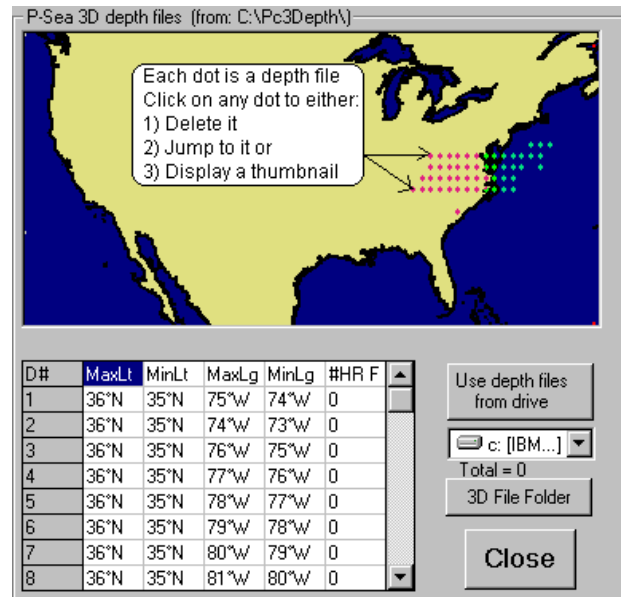 P-Sea 3D depth files (from: C:\Pc3Depth\)
Each dot is a depth file
Click on any dot to either:
1) Delete it
2) Jump to it or
3) Display a thumbnail
D# MaxLt MinLt MaxLg MinLg #HR F
1 36°N 35°N 75°W 74°W 0
2 36°N 35°N 74°W 73°W 0
3 36°N 35°N 76°W 75°W 0
4 36°N 35°N 77°W 76°W 0
5 36°N 35°N 78°W 77°W 0
6 36°N 35°N 79°W 78°W 0
7 36°N 35°N 80°W 79°W 0
8 36°N 35°N 81°W 80°W 0
Use depth files
from drive
c: [IBM...]
Total = 0
3D File Folder
Close